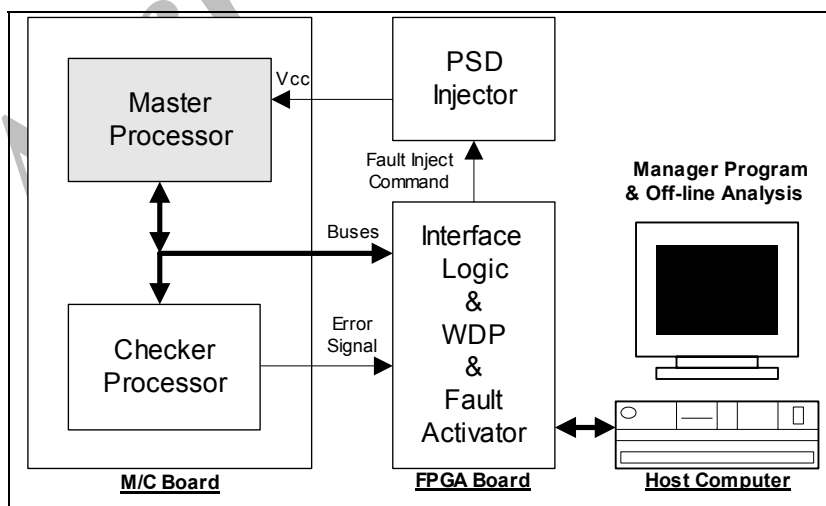 Master
Processor
Vcc
PSD
Injector
Fault Inject
Command
Manager Program
& Off-line Analysis
Buses
Interface
Logic
&
WDP
&
Fault
Activator
Checker
Processor
Error
Signal
M/C Board
FPGA Board
Host Computer